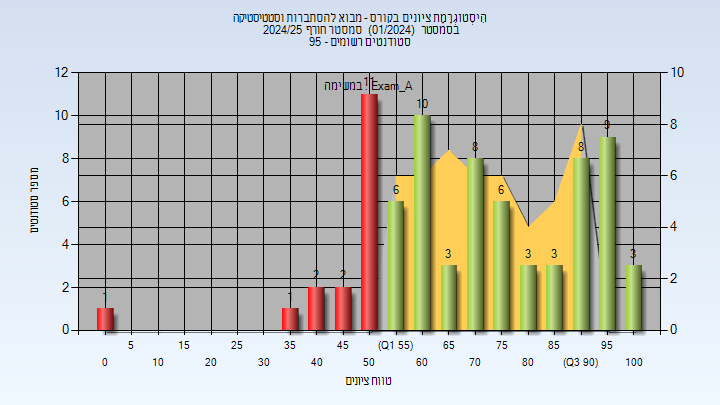 הִיסְטוֹגְרָמַת ציונים בקורס - מבוא להסתברות וסטטיסטיקה
בסמסטר (01/2024) סמסטר חורף 2024/25
סטודנטים רשומים - 95
במשימה : Exam_A
12 10 8 6 4 2 0
10 8 6 4 2 0
מספר סטודנטים
1 1 2 2 11 6 10 3 8 6 3 3 8 9 3
5 15 25 35 45 (Q1 55) 65 75 85 95
0 10 20 30 40 50 60 70 80 (Q3 90) 100
טווח ציונים